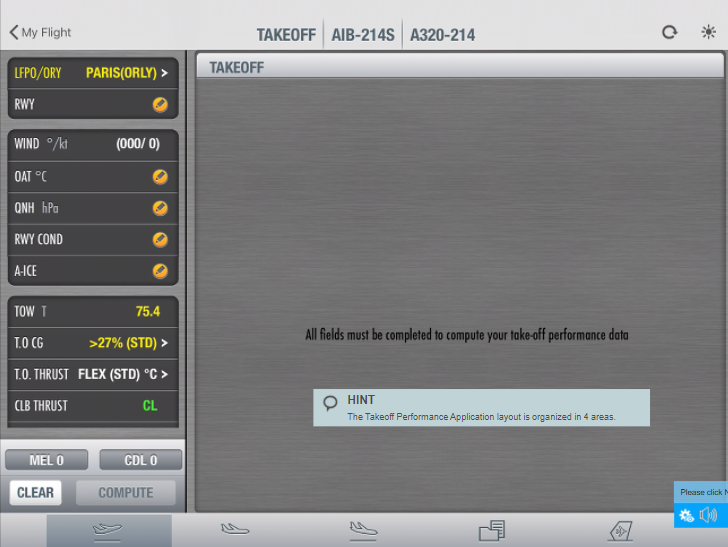 My Flight
TAKEOFF AIB-214S A320-214
LFPO/ORY PARIS(ORLY) >
RWY
WIND °/kt (000/ 0)
OAT °C
QNH hPa
RWY COND
A-ICE
TOW T 75.4
T.O CG >27% (STD) >
T.O. THRUST FLEX (STD) °C >
CLB THRUST CL
MEL 0 CDL 0
CLEAR COMPUTE
TAKEOFF
All fields must be completed to compute your take-off performance data
HINT
The Takeoff Performance Application layout is organized in 4 areas.
Please click N